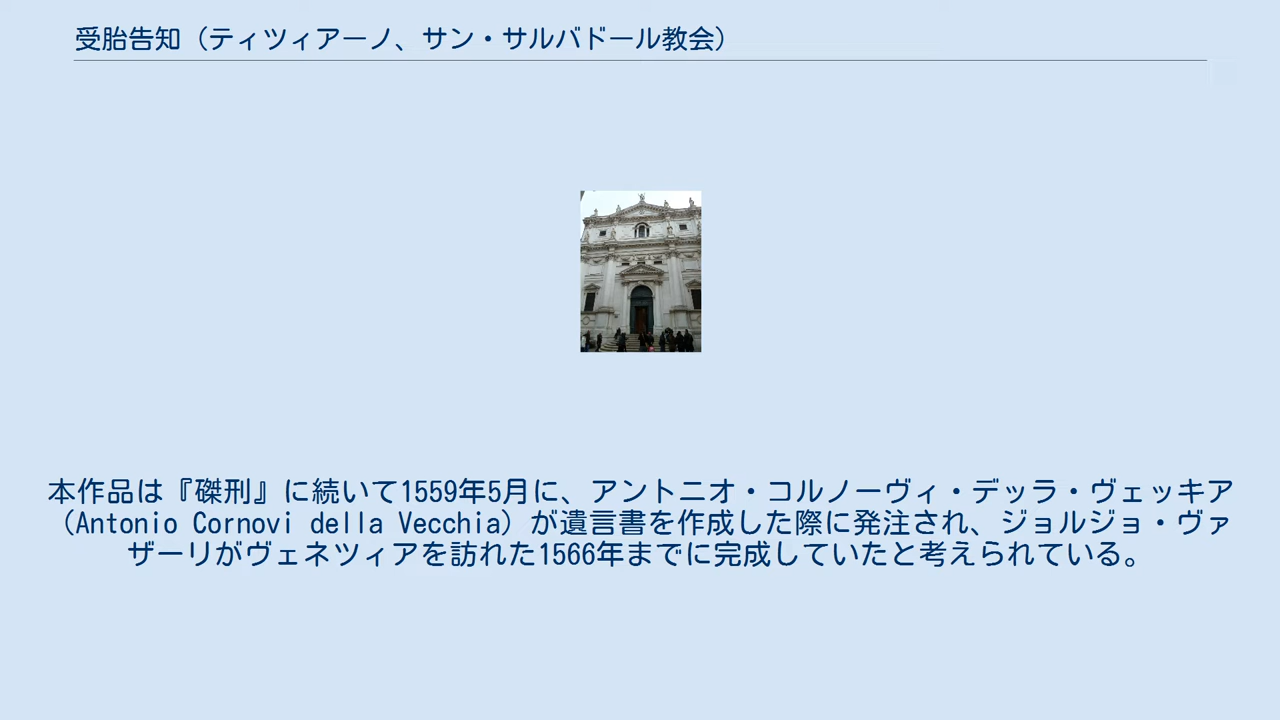 受胎告知（ティツィアーノ、サン・サルバドール教会）
本作品は『磔刑』に続いて1559年5月に、アントニオ・コルノーヴィ・デッラ・ヴェッキア
（Antonio Cornovi della Vecchia）が遺言書を作成した際に発注され、ジョルジョ・ヴァ
ザーリがヴェネツィアを訪れた1566年までに完成していたと考えられている。